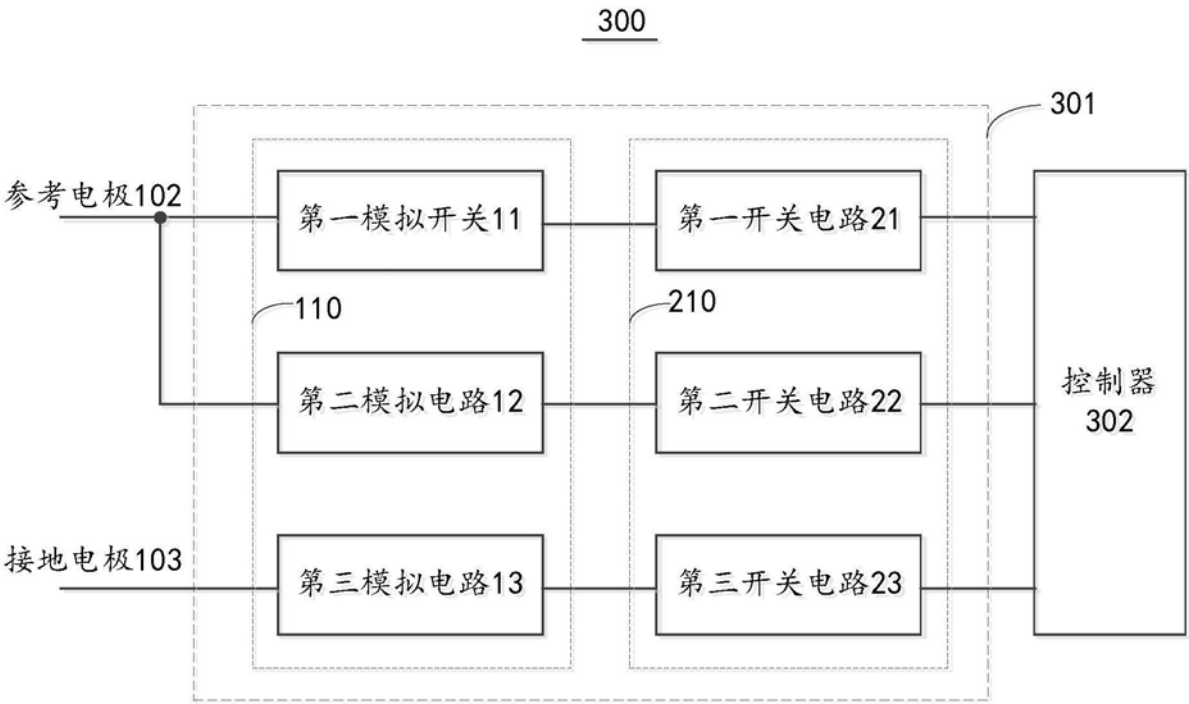 300
301
参考电极102
第一模拟开关11
第一开关电路21
110
210
第二模拟电路12
第二开关电路22
控制器
302
接地电极103
第三模拟电路13
第三开关电路23